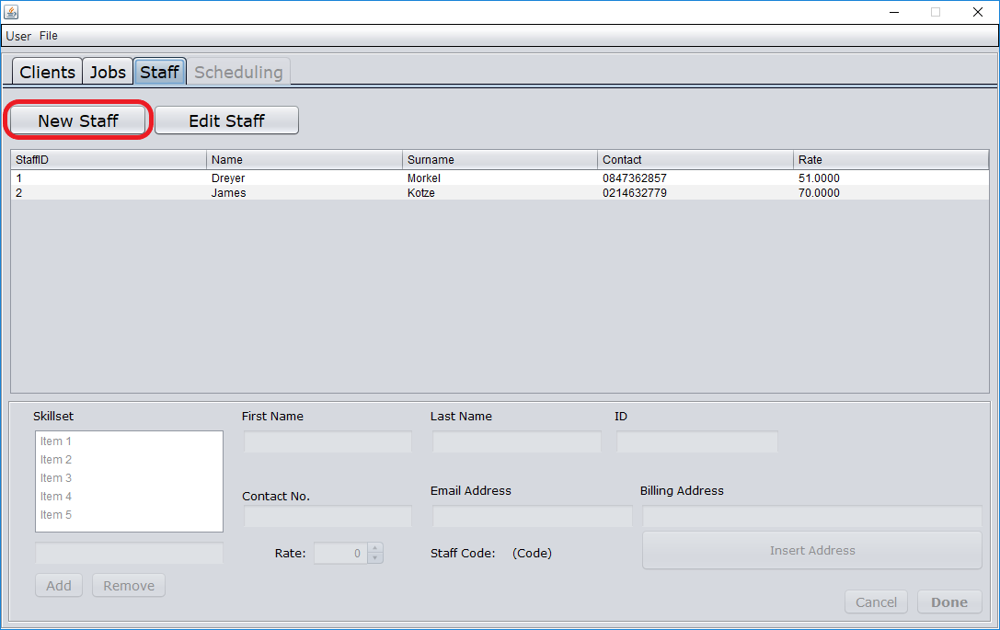 User File
Clients Jobs Staff Scheduling
New Staff Edit Staff
StaffID Name Surname Contact Rate
1 Dreyer Morkel 0847362857 51.0000
2 James Kotze 0214632779 70.0000
Skillset First Name Last Name ID
Item 1
Item 2
Item 3
Item 4
Item 5
Contact No. Email Address Billing Address
Rate: 0 Staff Code: (Code) Insert Address
Add Remove
Cancel Done